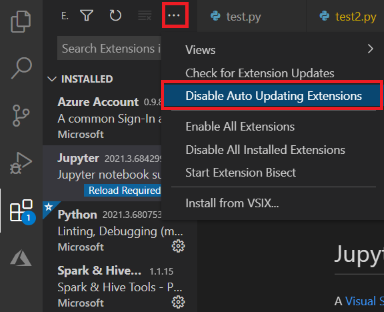 E.
test.py
test2.py
Search Extensions i
Views
Check for Extension Updates
Disable Auto Updating Extensions
Enable All Extensions
Disable All Installed Extensions
Start Extension Bisect
Install from VSIX...
INSTALLED
Azure Account 0.9.8
A common Sign-In a
Microsoft
Jupyter 2021.3.684299
Jupyter notebook su
Reload Required
1
Python 2021.3.680753
Linting, Debugging (m...
Microsoft
Spark & Hive... 1.1.15
Spark & Hive Tools - P...
Microsoft
Jupy
A Visual S